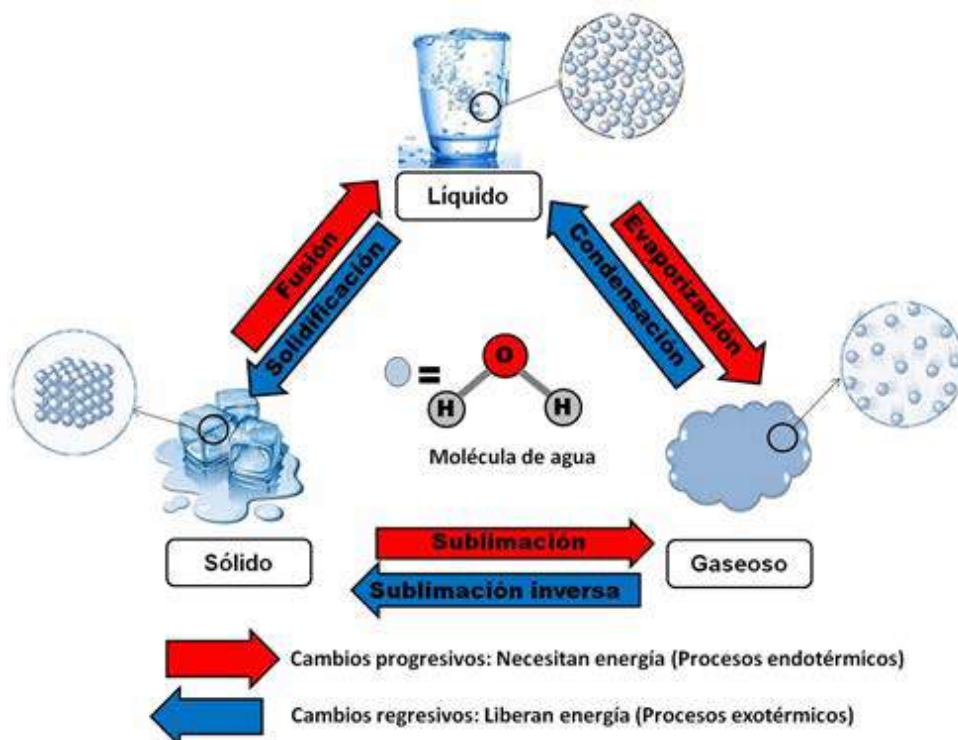 Líquido
Fusión
Solidificación
Condensación
Evaporización
O
=
H
H
Molécula de agua
Sólido
Sublimación
Sublimación inversa
Gaseoso
Cambios progresivos: Necesitan energía (Procesos endotérmicos)
Cambios regresivos: Liberan energía (Procesos exotérmicos)